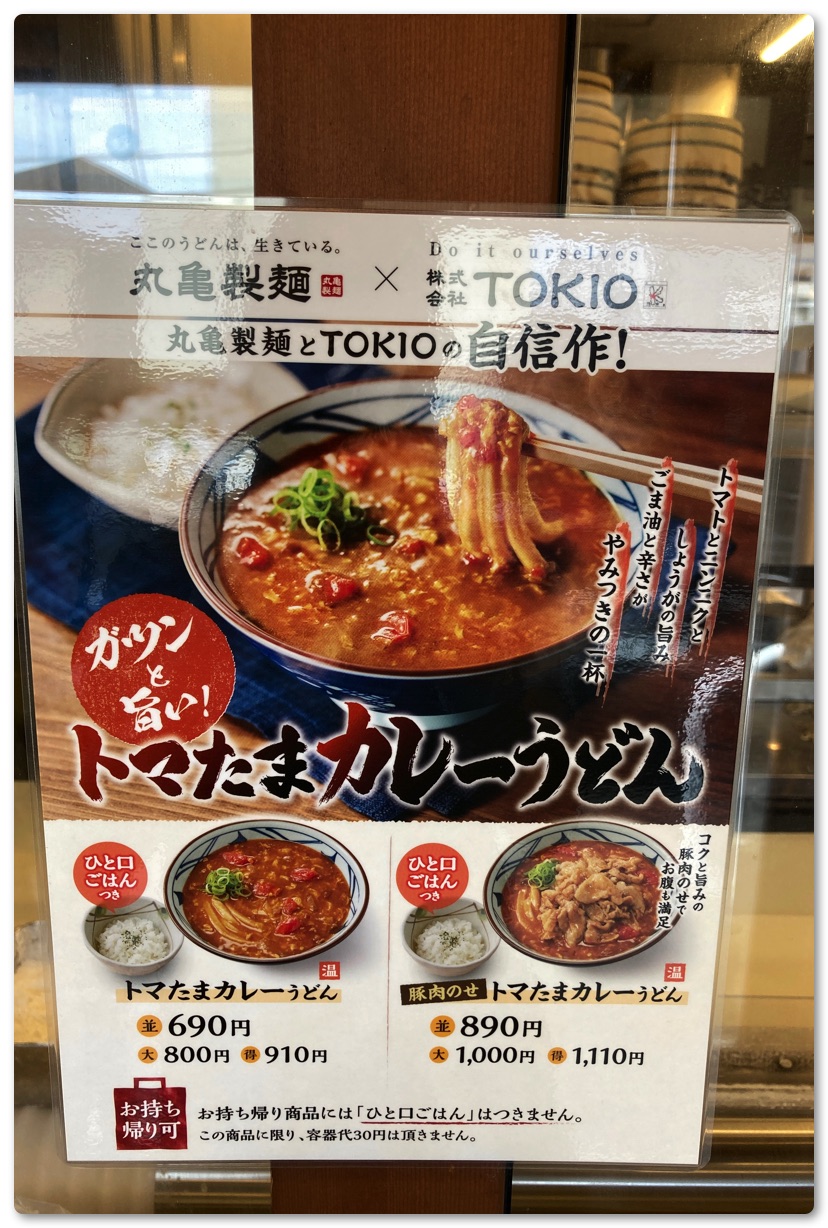 ここのうどんは、生きている。
丸亀製麺
丸亀
製麺
×
Do it ourselves
株式
会社
TOKIO
丸亀製麺とTOKIOの自信作!
トマトとニンニクと
しょうがの旨み
ごま油と辛さが
やみつきの一杯
ガツン
と
旨い!
トマたまカレーうどん
ひと口
ごはん
つき
温
トマたまカレーうどん
並 690円
大 800円 得 910円
ひと口
ごはん
つき
コクと旨みの
豚肉のせで
お腹も満足
温
豚肉のせ トマたまカレーうどん
並 890円
大 1,000円 得 1,110円
お持ち
帰り可
お持ち帰り商品には「ひと口ごはん」はつきません。
この商品に限り、容器代30円は頂きません。